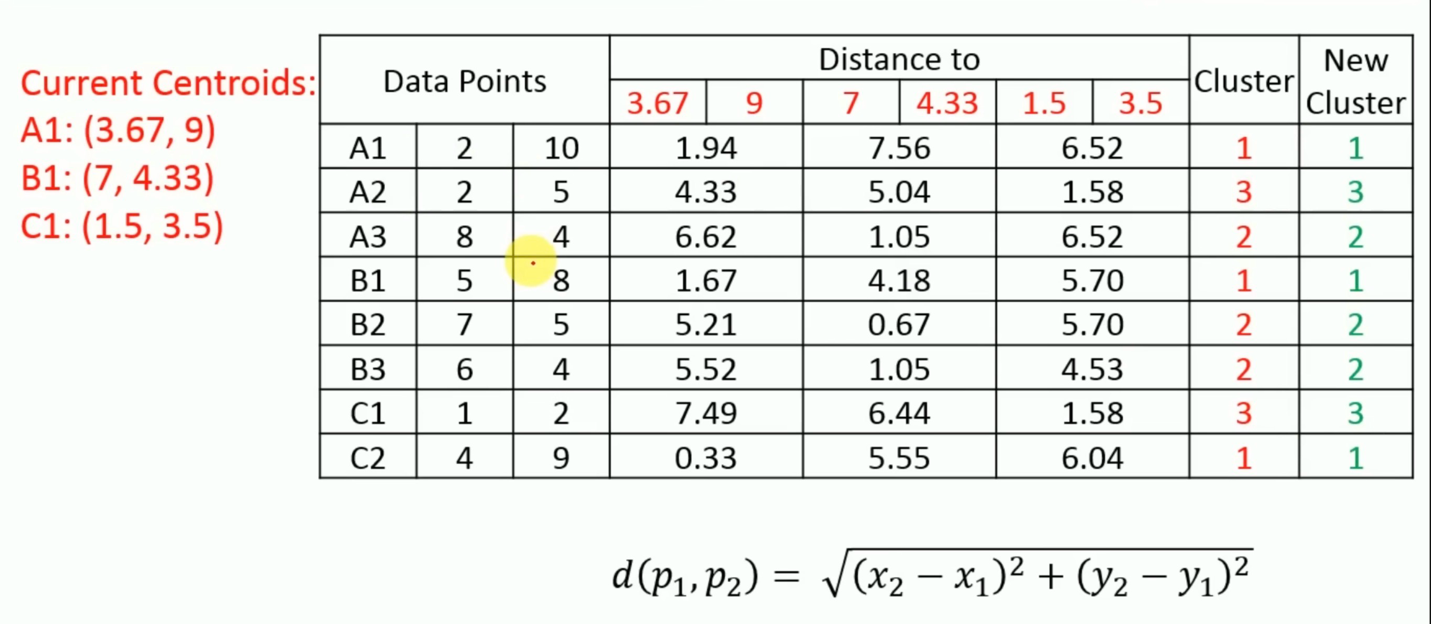 Current Centroids:
A1: (3.67, 9)
B1: (7, 4.33)
C1: (1.5, 3.5)
Data Points Distance to Cluster New Cluster
3.67 9 7 4.33 1.5 3.5
A1 2 10 1.94 7.56 6.52 1 1
A2 2 5 4.33 5.04 1.58 3 3
A3 8 4 6.62 1.05 6.52 2 2
B1 5 8 1.67 4.18 5.70 1 1
B2 7 5 5.21 0.67 5.70 2 2
B3 6 4 5.52 1.05 4.53 2 2
C1 1 2 7.49 6.44 1.58 3 3
C2 4 9 0.33 5.55 6.04 1 1
d(p₁, p₂) = √(x₂ − x₁)² + (y₂ − y₁)²